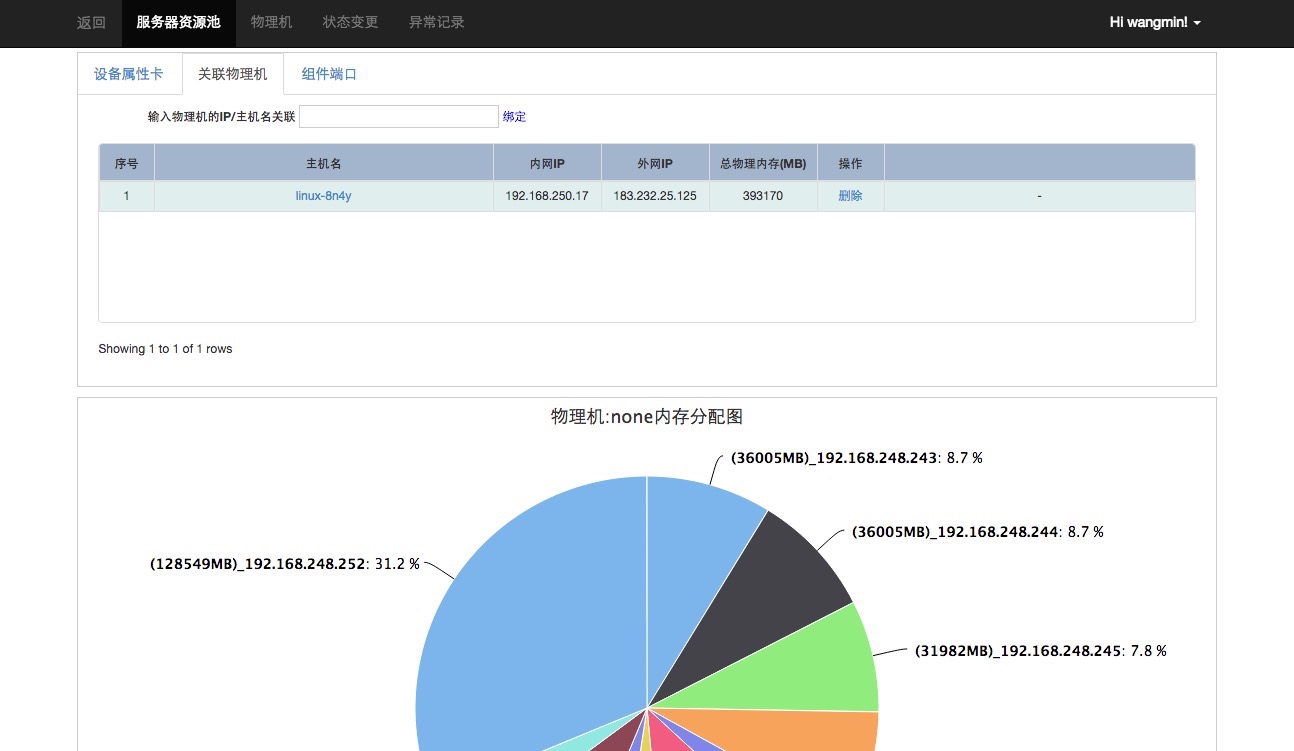 返回 服务器资源池 物理机 状态变更 异常记录 Hi wangmin!
设备属性卡 关联物理机 组件端口
输入物理机的IP/主机名关联 绑定
序号 主机名 内网IP 外网IP 总物理内存(MB) 操作
1 linux-8n4y 192.168.250.17 183.232.25.125 393170 删除 -
Showing 1 to 1 of 1 rows
物理机:none内存分配图
(36005MB)_192.168.248.243: 8.7 %
(36005MB)_192.168.248.244: 8.7 %
(128549MB)_192.168.248.252: 31.2 %
(31982MB)_192.168.248.245: 7.8 %